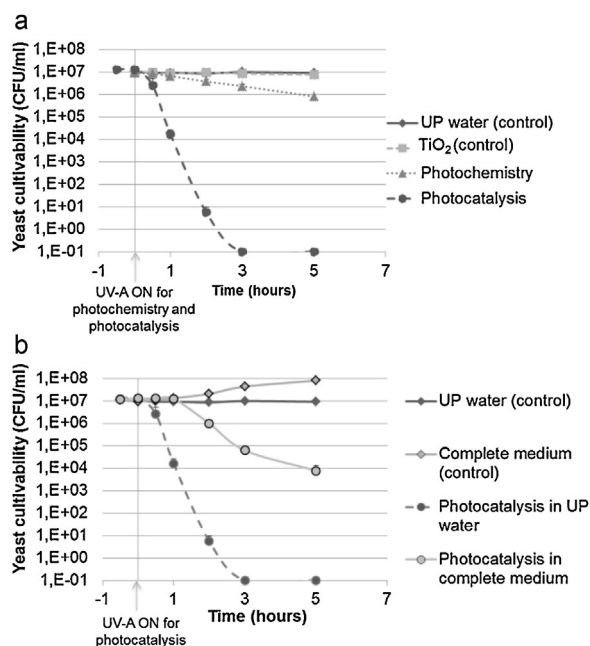 a
Yeast cultivability (CFU/ml)
1,E+08
1,E+07
1,E+06
1,E+05
1,E+04
1,E+03
1,E+02
1,E+01
1,E+00
1,E-01
-1 1 3 5 7
Time (hours)
UV-A ON for
photochemistry and
photocatalysis
UP water (control)
TiO₂ (control)
Photochemistry
Photocatalysis
b
Yeast cultivability (CFU/ml)
1,E+08
1,E+07
1,E+06
1,E+05
1,E+04
1,E+03
1,E+02
1,E+01
1,E+00
1,E-01
-1 1 3 5 7
Time (hours)
UV-A ON for
photocatalysis
UP water (control)
Complete medium
(control)
Photocatalysis in UP
water
Photocatalysis in
complete medium